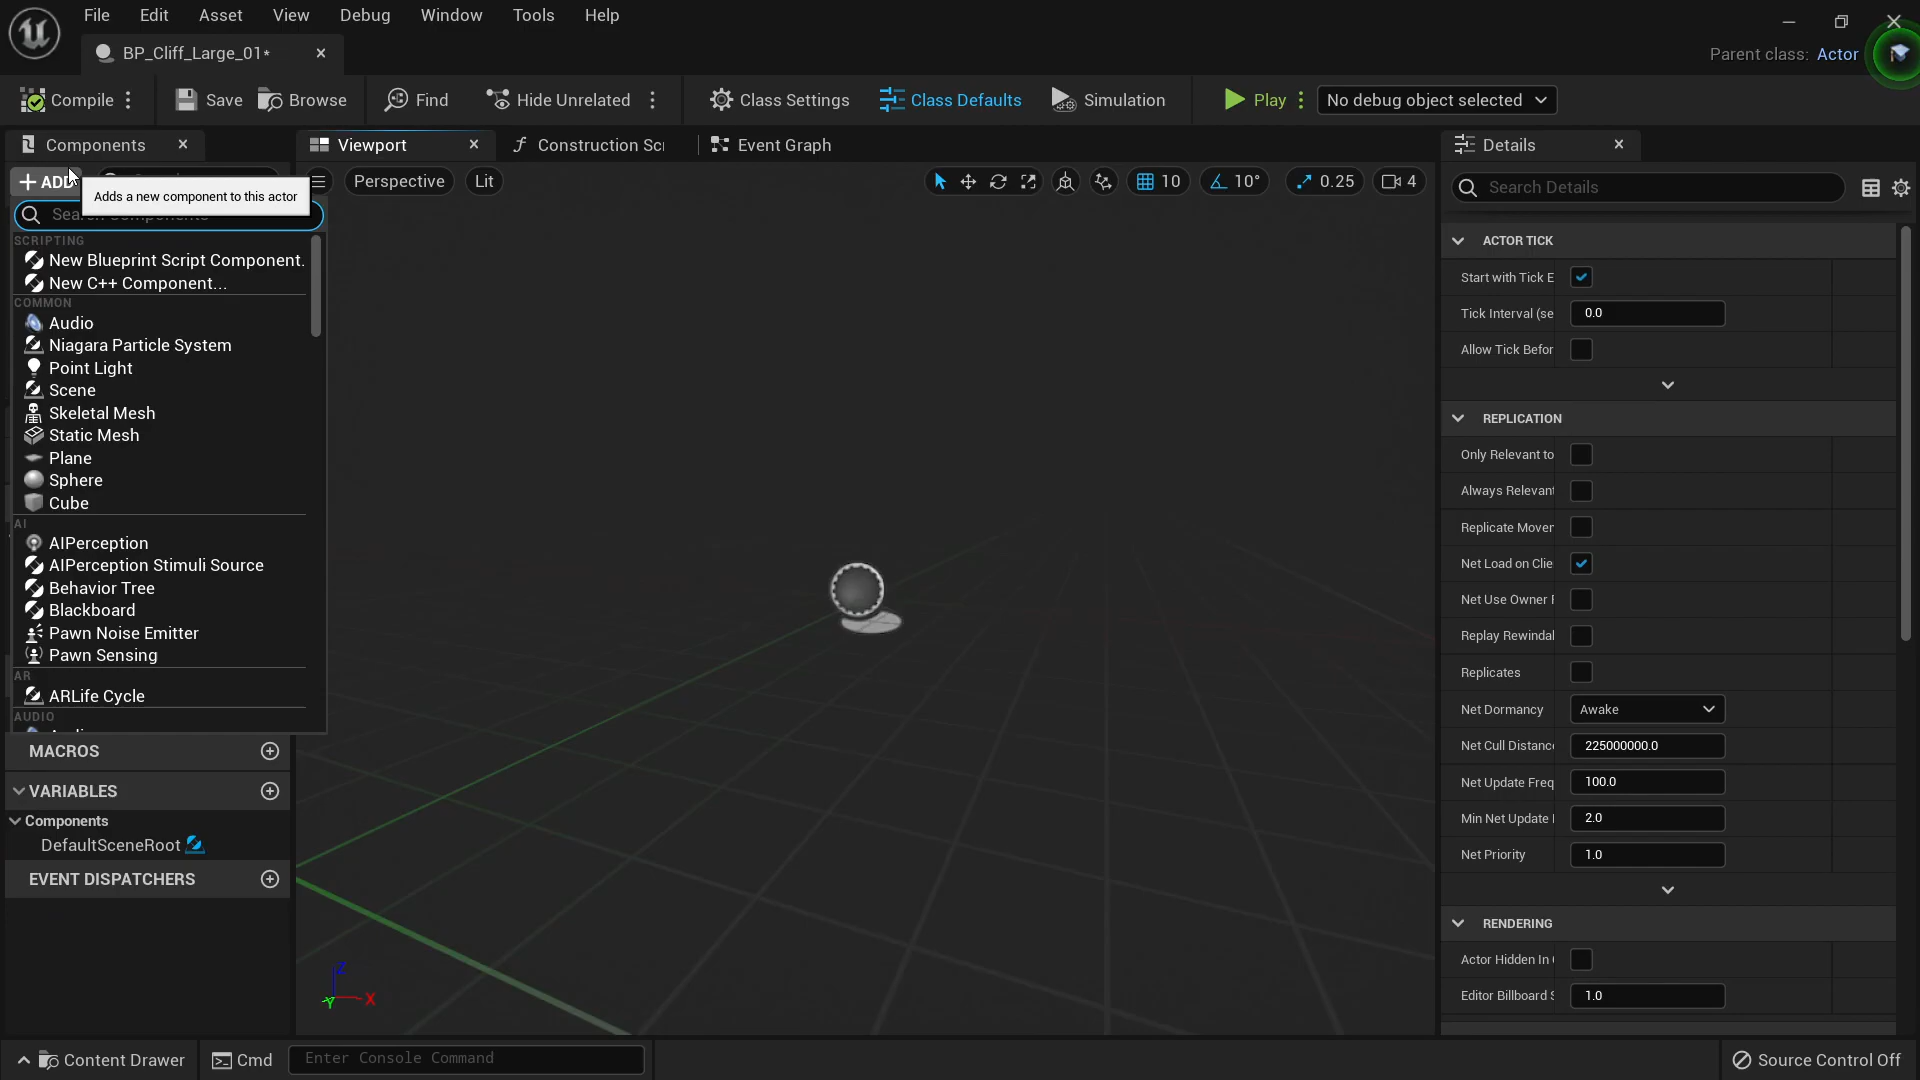 File Edit Asset View Debug Window Tools Help
BP_Cliff_Large_01*
Parent class: Actor
Compile Save Browse Find Hide Unrelated Class Settings Class Defaults Simulation Play No debug object selected
Components Viewport Construction Scr Event Graph Details
ADD Perspective Lit 10 10° 0.25 4 Search Details
Adds a new component to this actor
Search Components
SCRIPTING
New Blueprint Script Component.
New C++ Component...
COMMON
Audio
Niagara Particle System
Point Light
Scene
Skeletal Mesh
Static Mesh
Plane
Sphere
Cube
AI
AIPerception
AIPerception Stimuli Source
Behavior Tree
Blackboard
Pawn Noise Emitter
Pawn Sensing
AR
ARLife Cycle
AUDIO
MACROS
VARIABLES
Components
DefaultSceneRoot
EVENT DISPATCHERS
Z
Y X
ACTOR TICK
Start with Tick E
Tick Interval (se 0.0
Allow Tick Befor
REPLICATION
Only Relevant to
Always Relevant
Replicate Mover
Net Load on Clie
Net Use Owner
Replay Rewindal
Replicates
Net Dormancy Awake
Net Cull Distance 225000000.0
Net Update Freq 100.0
Min Net Update 2.0
Net Priority 1.0
RENDERING
Actor Hidden In
Editor Billboard S 1.0
Content Drawer Cmd Enter Console Command Source Control Off